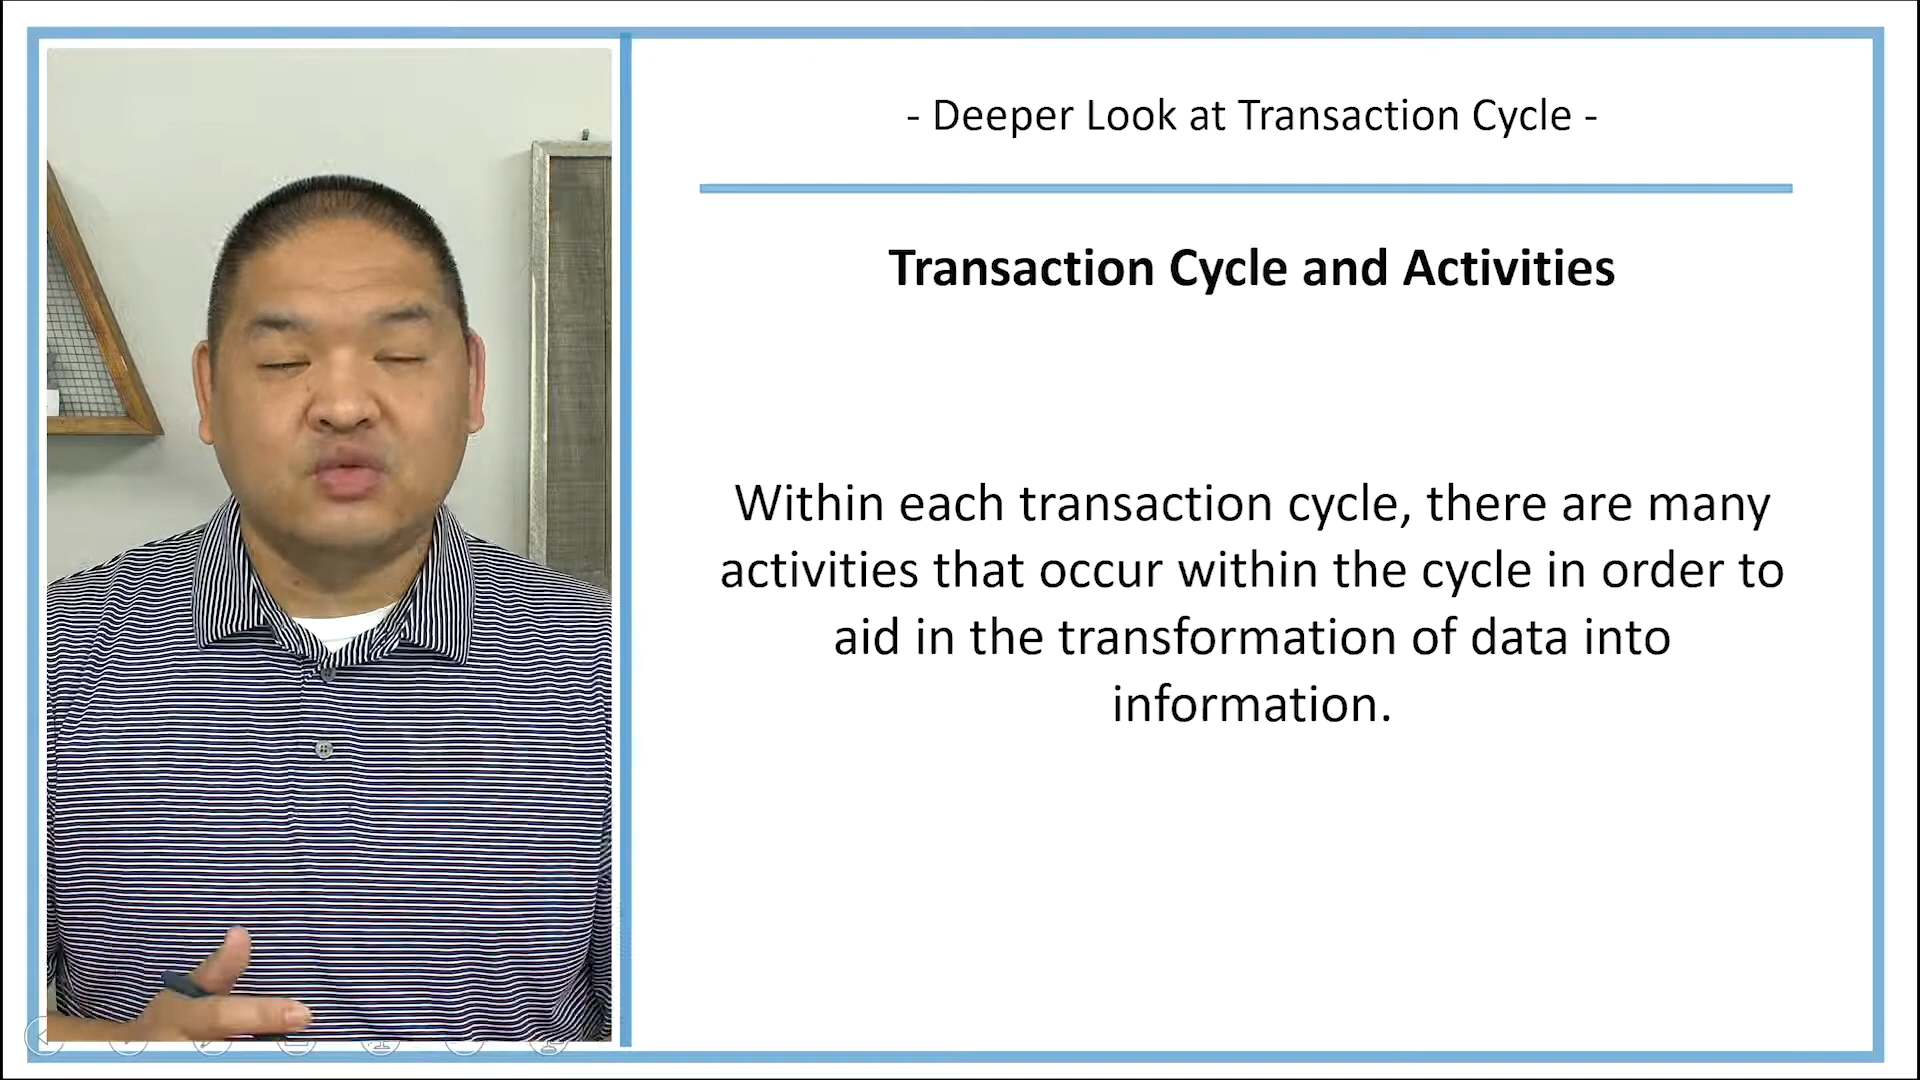 - Deeper Look at Transaction Cycle -
Transaction Cycle and Activities
Within each transaction cycle, there are many
activities that occur within the cycle in order to
aid in the transformation of data into
information.